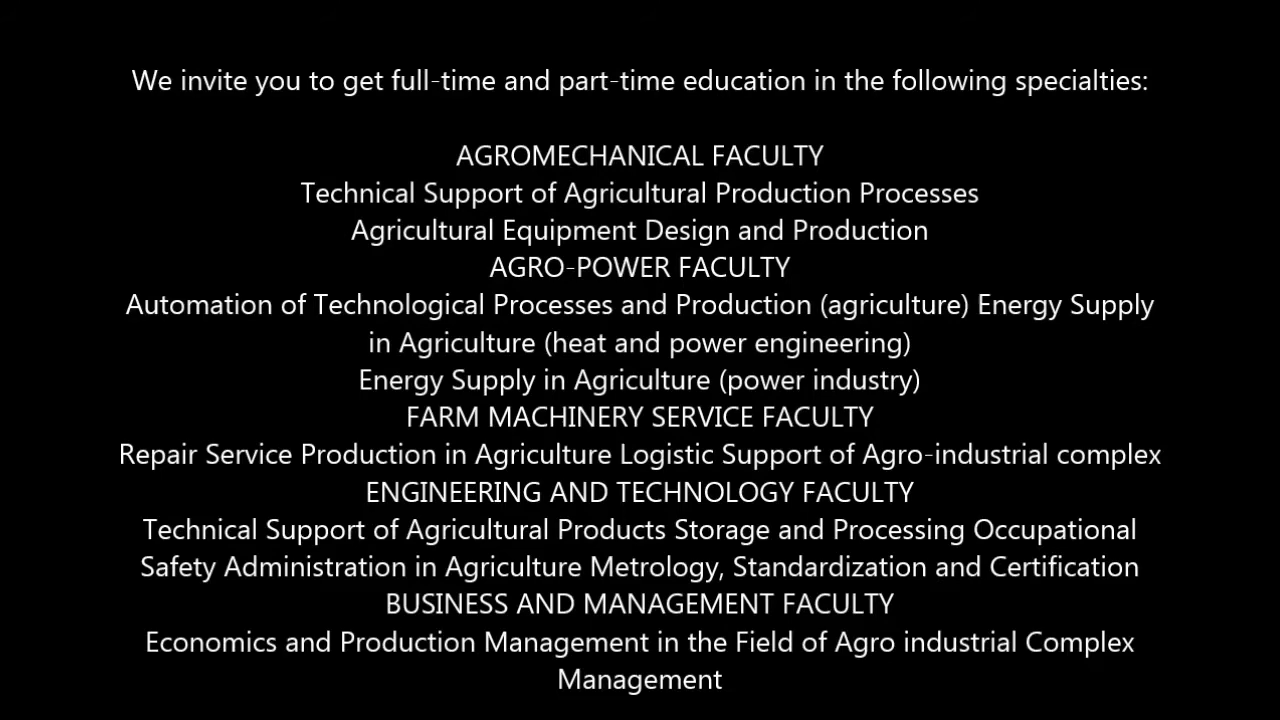 We invite you to get full-time and part-time education in the following specialties:
AGROMECHANICAL FACULTY
Technical Support of Agricultural Production Processes
Agricultural Equipment Design and Production
AGRO-POWER FACULTY
Automation of Technological Processes and Production (agriculture) Energy Supply
in Agriculture (heat and power engineering)
Energy Supply in Agriculture (power industry)
FARM MACHINERY SERVICE FACULTY
Repair Service Production in Agriculture Logistic Support of Agro-industrial complex
ENGINEERING AND TECHNOLOGY FACULTY
Technical Support of Agricultural Products Storage and Processing Occupational
Safety Administration in Agriculture Metrology, Standardization and Certification
BUSINESS AND MANAGEMENT FACULTY
Economics and Production Management in the Field of Agro industrial Complex
Management